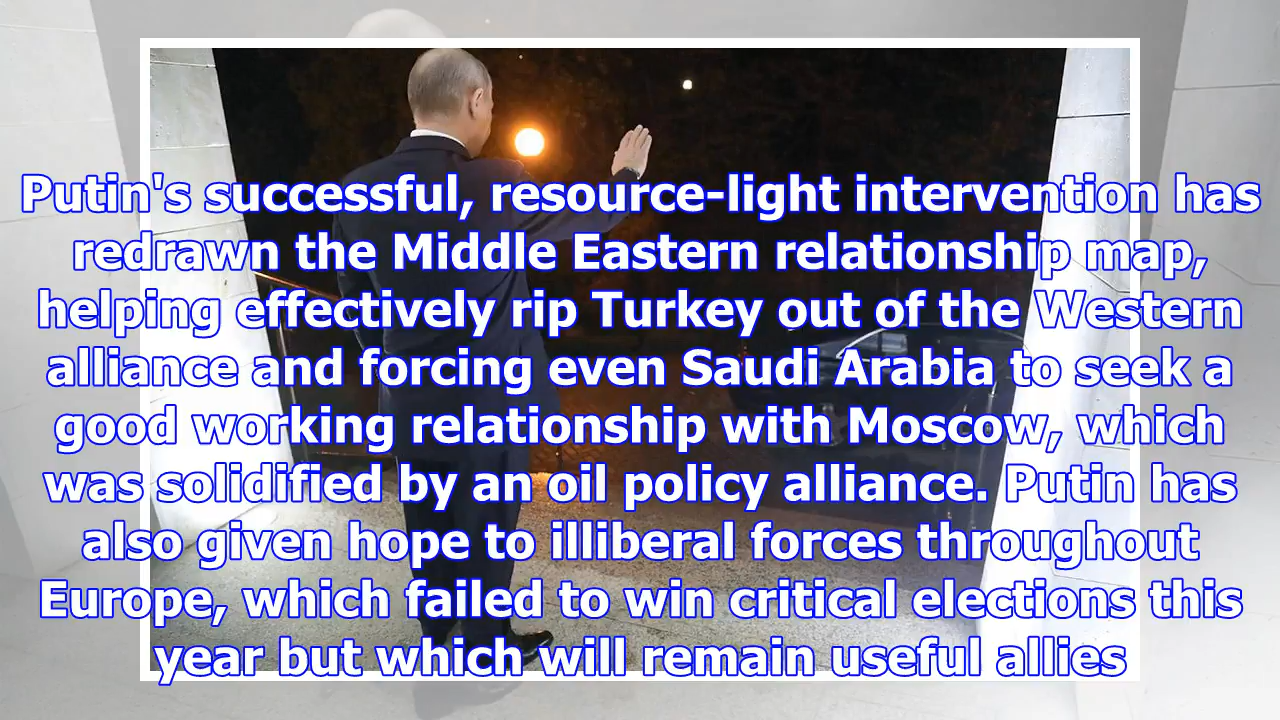 Putin's successful, resource-light intervention has
redrawn the Middle Eastern relationship map,
helping effectively rip Turkey out of the Western
alliance and forcing even Saudi Arabia to seek a
good working relationship with Moscow, which
was solidified by an oil policy alliance. Putin has
also given hope to illiberal forces throughout
Europe, which failed to win critical elections this
year but which will remain useful allies